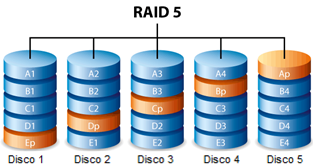 RAID 5
A1 A2 A3 A4 Ap
B1 B2 B3 Bp B4
C1 C2 Cp C3 C4
D1 Dp D2 D3 D4
Ep E1 E2 E3 E4
Disco 1 Disco 2 Disco 3 Disco 4 Disco 5